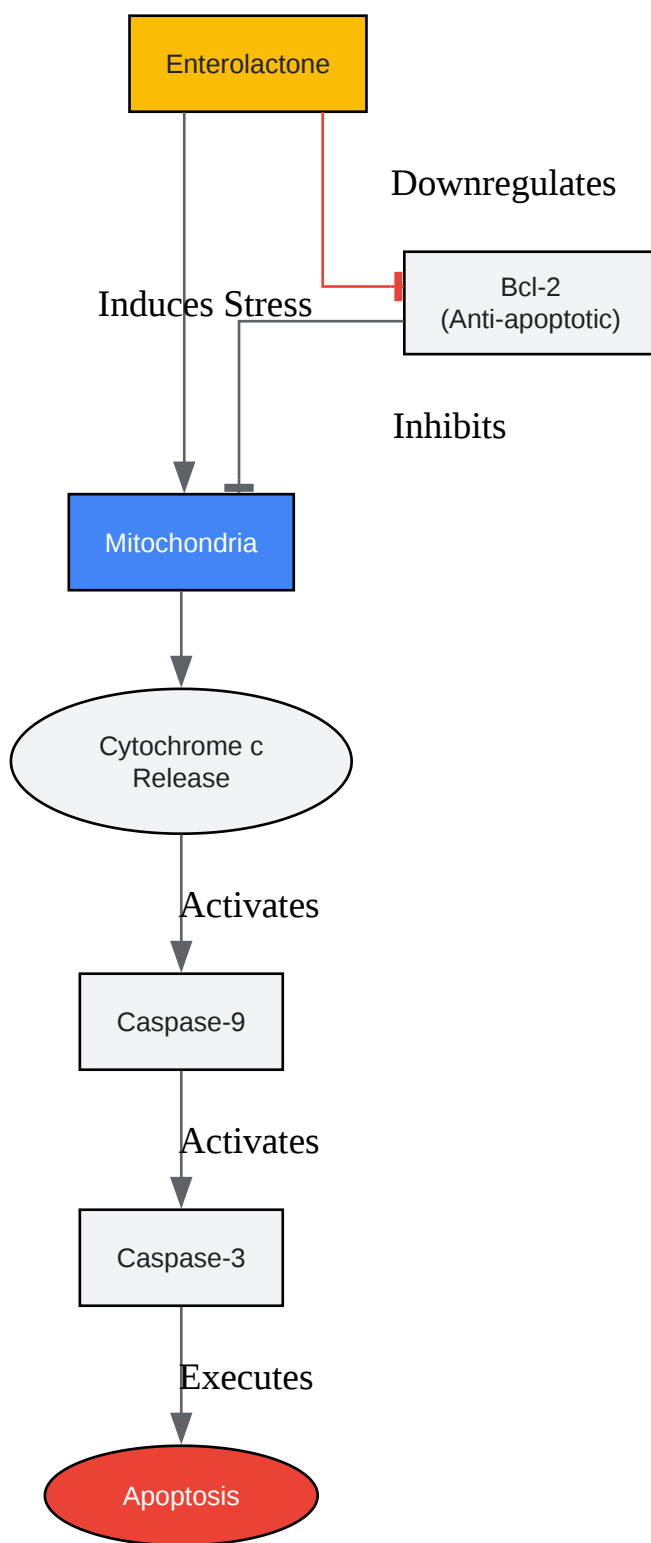 Enterolactone
Downregulates
Bcl-2
(Anti-apoptotic)
Induces Stress
Inhibits
Mitochondria
Cytochrome c
Release
Activates
Caspase-9
Activates
Caspase-3
Executes
Apoptosis